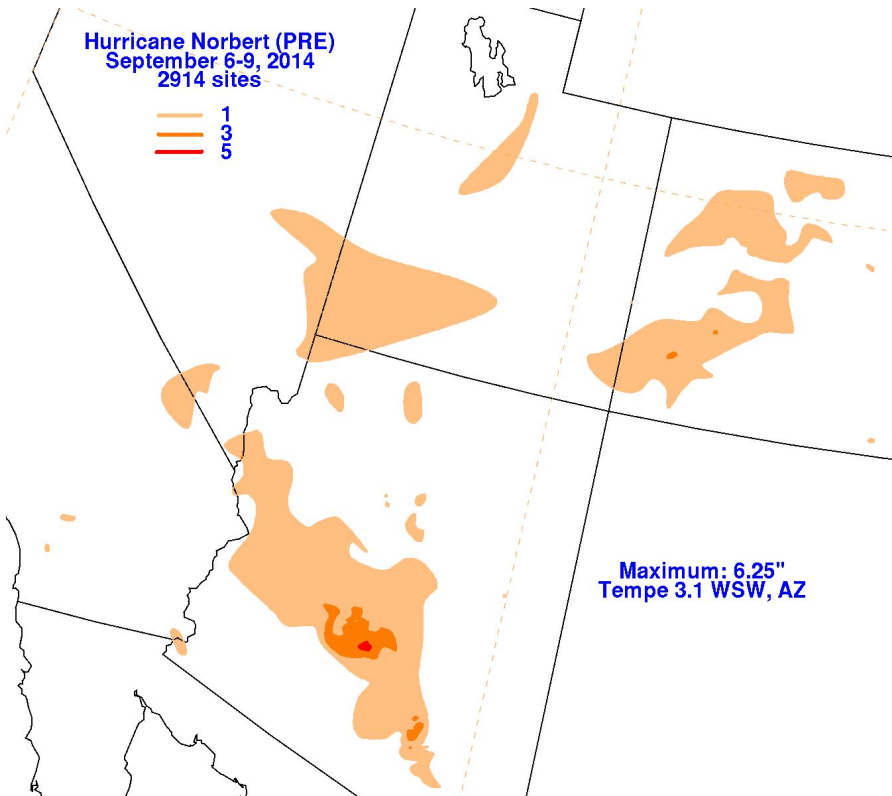 Hurricane Norbert (PRE)
September 6-9, 2014
2914 sites
1
3
5
Maximum: 6.25"
Tempe 3.1 WSW, AZ